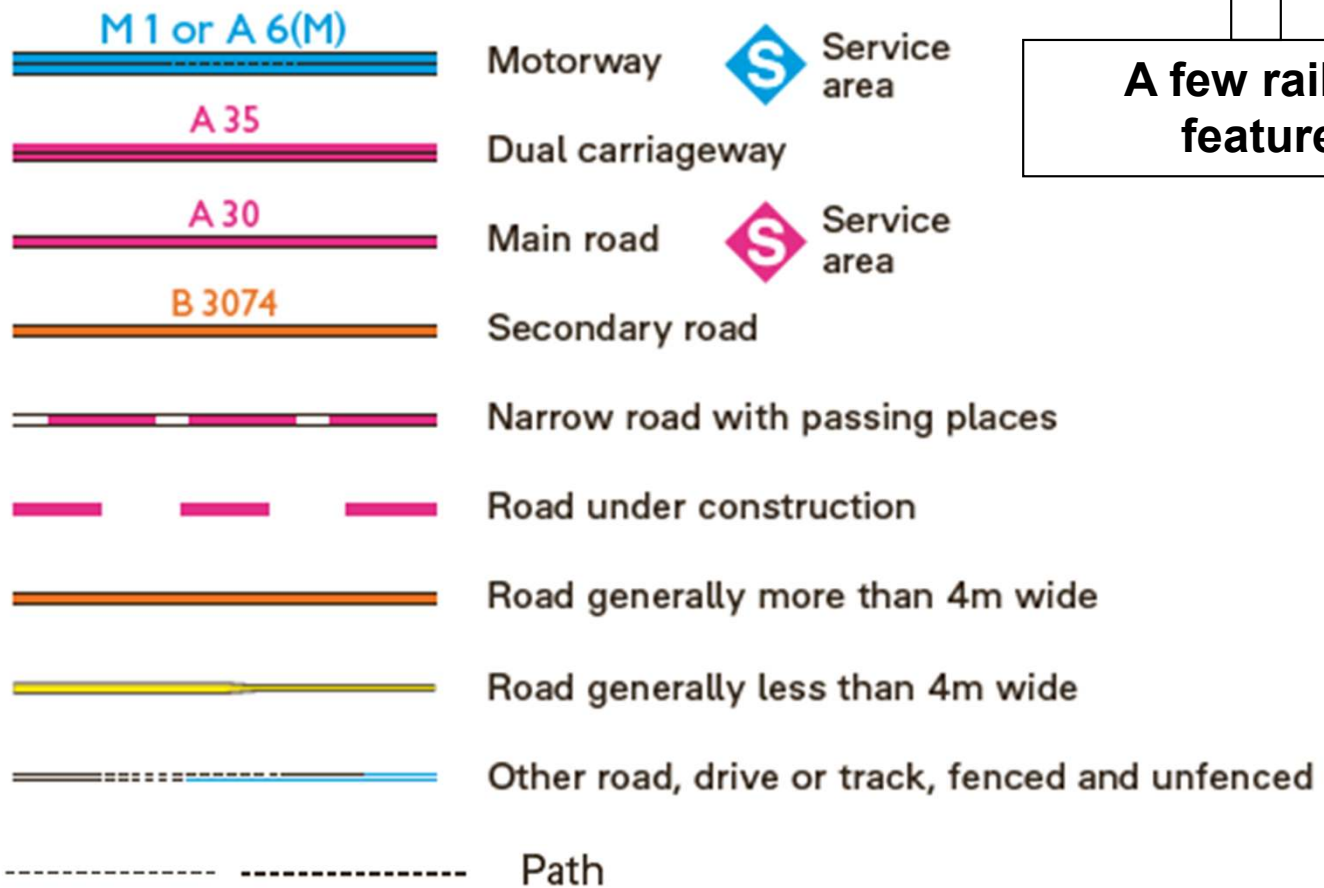 M 1 or A 6(M)
Motorway
S
Service
area
A few
A 35
Dual carriageway
A 30
Main road
S
Service
area
B 3074
Secondary road
Narrow road with passing places
Road under construction
Road generally more than 4m wide
Road generally less than 4m wide
Other road, drive or track, fenced and unfenced
Path